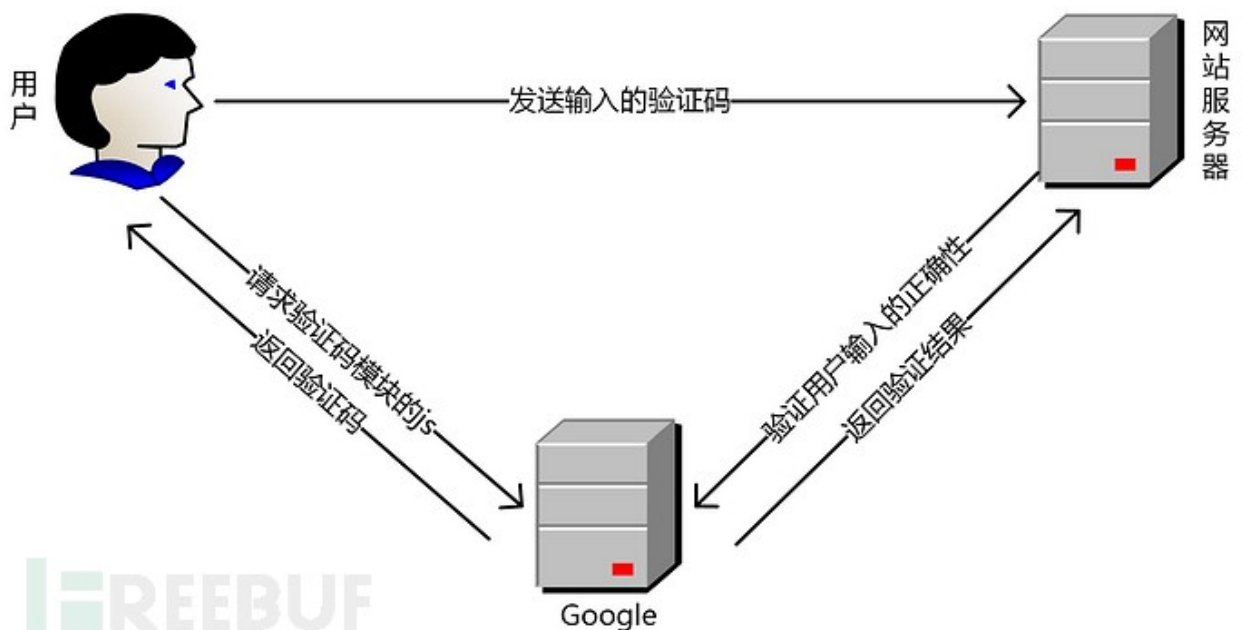 用户
发送输入的验证码
网站服务器
请求验证码模块的js
返回验证码
验证用户输入的正确性
返回验证结果
Google
FREEBUF